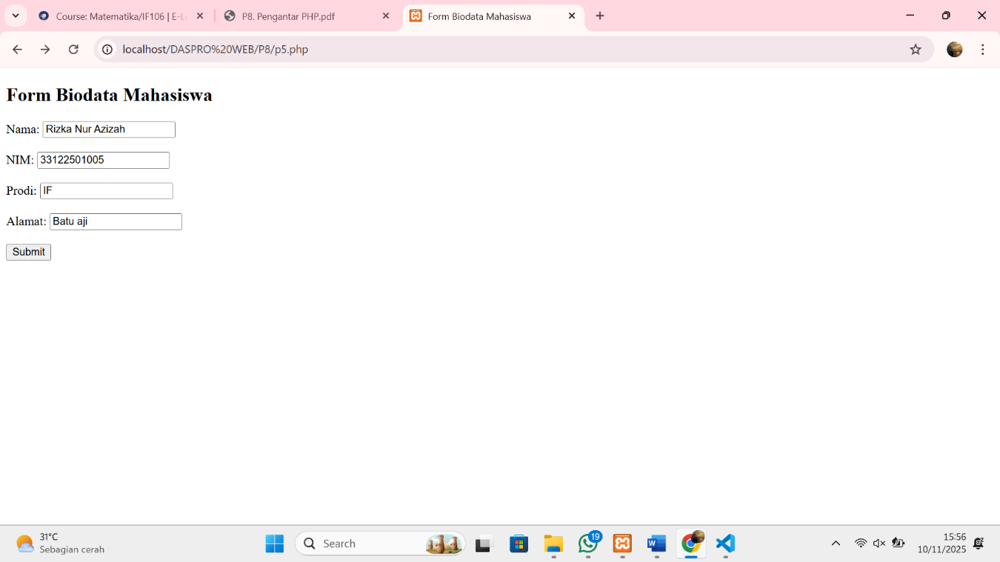 Course: Matematika/IF106 | E-Le
P8. Pengantar PHP.pdf
Form Biodata Mahasiswa
localhost/DASPRO%20WEB/P8/p5.php
Form Biodata Mahasiswa
Nama: Rizka Nur Azizah
NIM: 33122501005
Prodi: IF
Alamat: Batu aji
Submit
31°C
Sebagian cerah
Search
19
15:56
10/11/2025